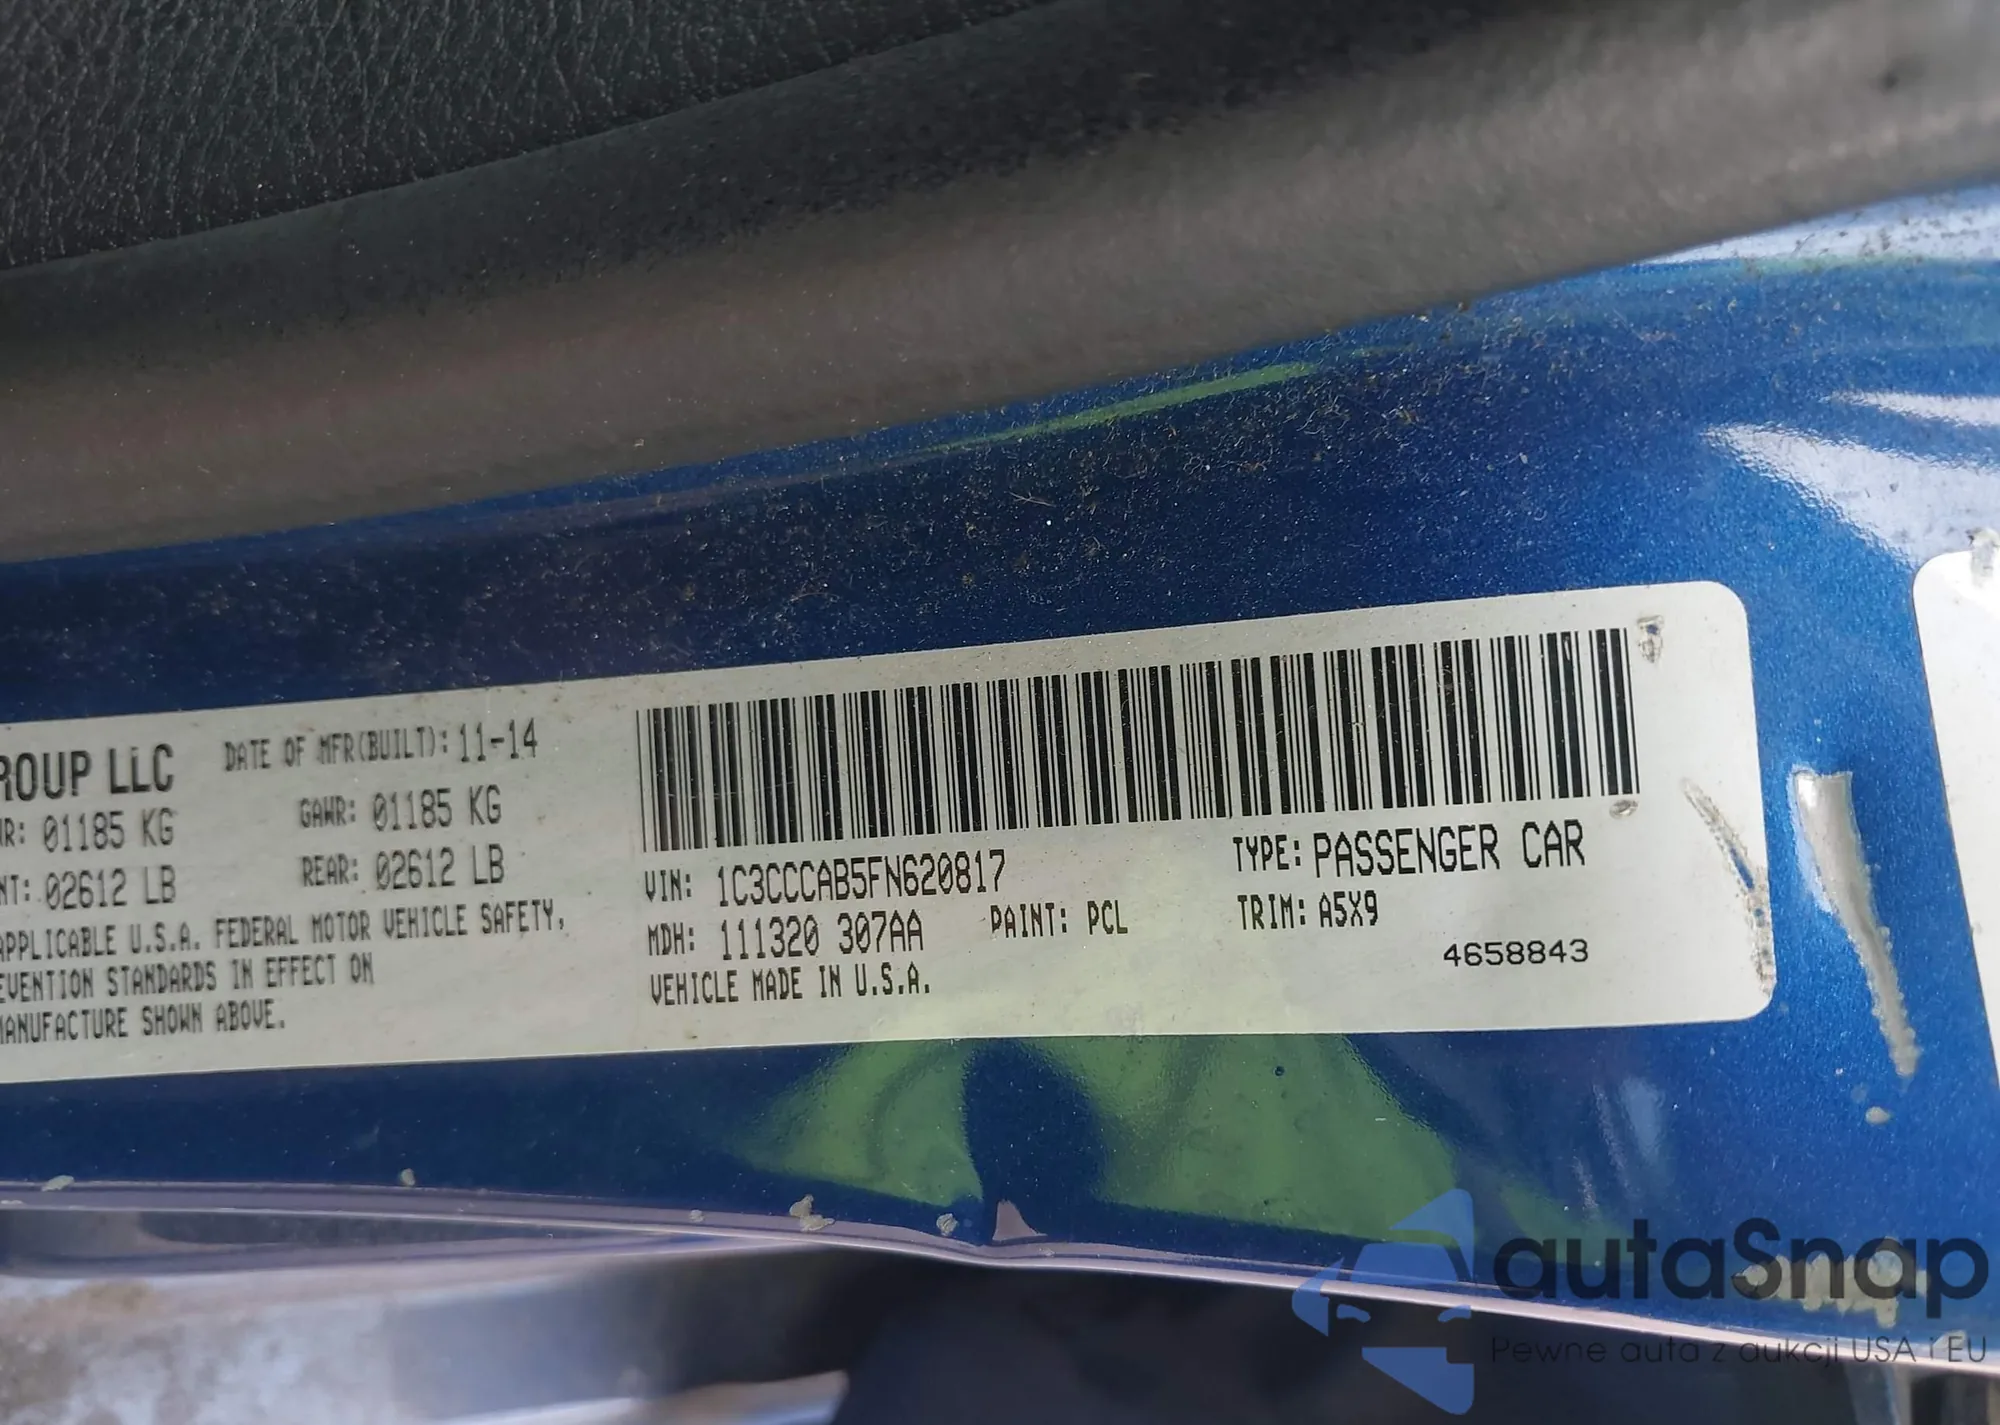 ROUP LLC DATE OF MFR(BUILT): 11-14
WR: 01185 KG GAWR: 01185 KG
NT: 02612 LB REAR: 02612 LB
APPLICABLE U.S.A. FEDERAL MOTOR VEHICLE SAFETY,
EVENTION STANDARDS IN EFFECT ON
MANUFACTURE SHOWN ABOVE.
VIN: 1C3CCCAB5FN620817 TYPE: PASSENGER CAR
MDH: 111320 307AA PAINT: PCL TRIM: A5X9
VEHICLE MADE IN U.S.A. 4658843
autaSnap
Pewne auta z aukcji USA i EU